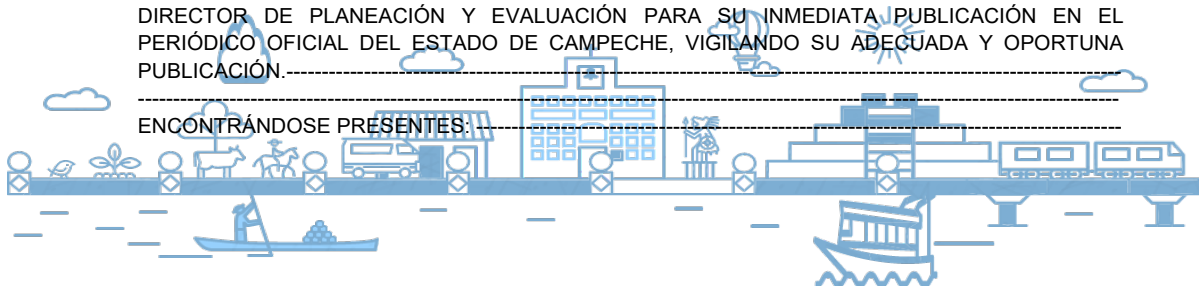 DIRECTOR DE PLANEACIÓN Y EVALUACIÓN PARA SU INMEDIATA PUBLICACIÓN EN EL
PERIÓDICO OFICIAL DEL ESTADO DE CAMPECHE, VIGILANDO SU ADECUADA Y OPORTUNA
PUBLICACIÓN.------------------------------------------------------------------------------------------------------------------------
---------------------------------------------------------------------------------------------------------------------------------------------
ENCONTRÁNDOSE PRESENTES: ---------------------------------------------------------------------------------------------